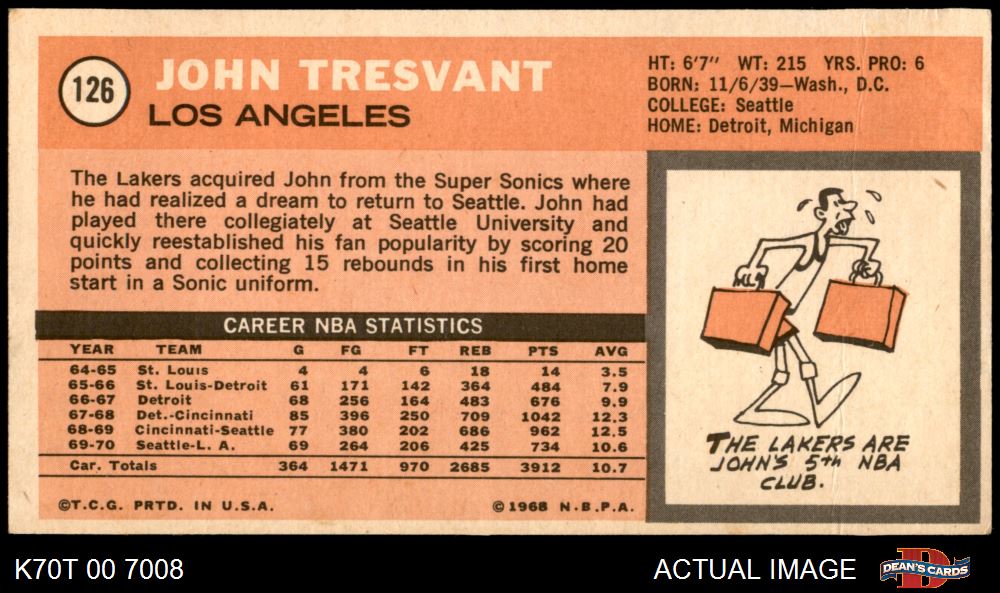 126
JOHN TRESVANT
LOS ANGELES
HT: 6'7" WT: 215 YRS. PRO: 6
BORN: 11/6/39—Wash., D.C.
COLLEGE: Seattle
HOME: Detroit, Michigan
The Lakers acquired John from the Super Sonics where
he had realized a dream to return to Seattle. John had
played there collegiately at Seattle University and
quickly reestablished his fan popularity by scoring 20
points and collecting 15 rebounds in his first home
start in a Sonic uniform.
CAREER NBA STATISTICS
YEAR TEAM G FG FT REB PTS AVG
64-65 St. Louis 4 4 6 18 14 3.5
65-66 St. Louis-Detroit 61 171 142 364 484 7.9
66-67 Detroit 68 256 164 483 676 9.9
67-68 Det.-Cincinnati 85 396 250 709 1042 12.3
68-69 Cincinnati-Seattle 77 380 202 686 962 12.5
69-70 Seattle-L. A. 69 264 206 425 734 10.6
Car. Totals 364 1471 970 2685 3912 10.7
©T.C.G. PRTD. IN U.S.A. ©1968 N.B.P.A.
THE LAKERS ARE
JOHN'S 5th NBA
CLUB.
K70T 00 7008
ACTUAL IMAGE
D
DEAN'S CARDS